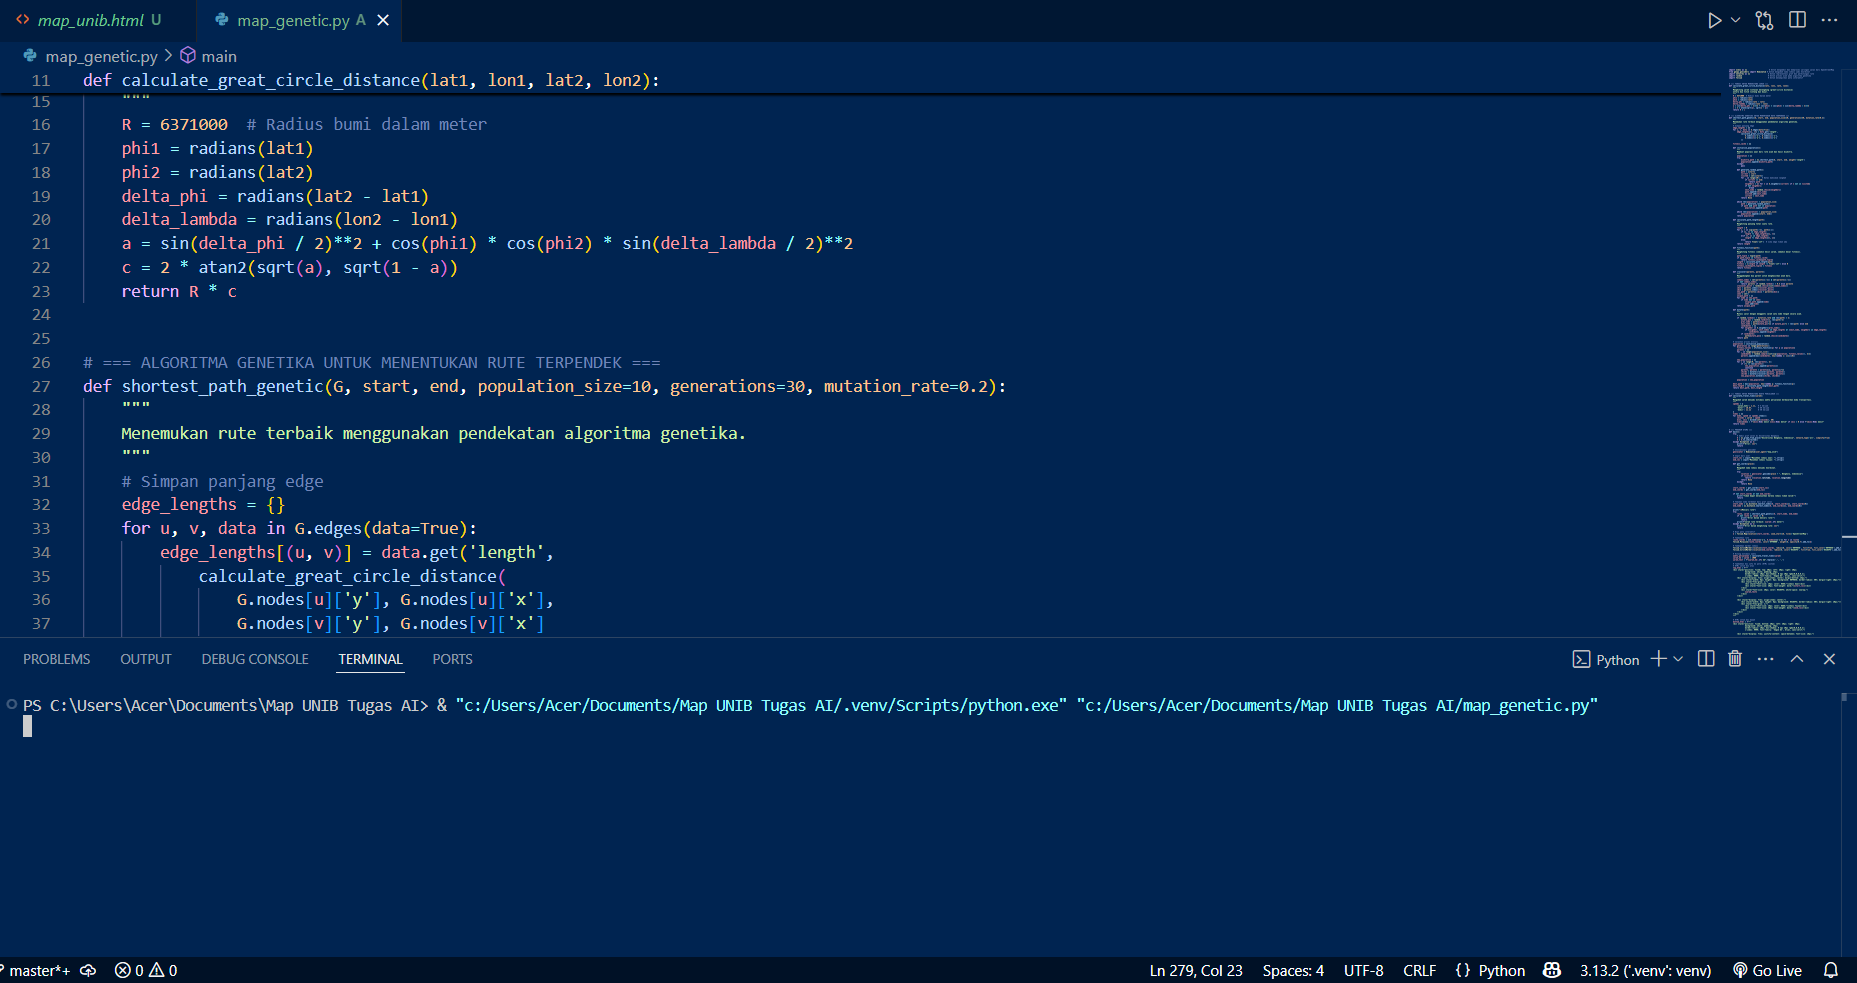 map_unib.html U
map_genetic.py A
map_genetic.py > main
11 def calculate_great_circle_distance(lat1, lon1, lat2, lon2):
15 """
16 R = 6371000 # Radius bumi dalam meter
17 phi1 = radians(lat1)
18 phi2 = radians(lat2)
19 delta_phi = radians(lat2 - lat1)
20 delta_lambda = radians(lon2 - lon1)
21 a = sin(delta_phi / 2)**2 + cos(phi1) * cos(phi2) * sin(delta_lambda / 2)**2
22 c = 2 * atan2(sqrt(a), sqrt(1 - a))
23 return R * c
24
25
26 # === ALGORITMA GENETIKA UNTUK MENENTUKAN RUTE TERPENDEK ===
27 def shortest_path_genetic(G, start, end, population_size=10, generations=30, mutation_rate=0.2):
28 """
29 Menemukan rute terbaik menggunakan pendekatan algoritma genetika.
30 """
31 # Simpan panjang edge
32 edge_lengths = {}
33 for u, v, data in G.edges(data=True):
34 edge_lengths[(u, v)] = data.get('length',
35 calculate_great_circle_distance(
36 G.nodes[u]['y'], G.nodes[u]['x'],
37 G.nodes[v]['y'], G.nodes[v]['x']
PROBLEMS OUTPUT DEBUG CONSOLE TERMINAL PORTS
Python
PS C:\Users\Acer\Documents\Map UNIB Tugas AI> & "c:/Users/Acer/Documents/Map UNIB Tugas AI/.venv/Scripts/python.exe" "c:/Users/Acer/Documents/Map UNIB Tugas AI/map_genetic.py"
master*+ 0 0 Ln 279, Col 23 Spaces: 4 UTF-8 CRLF {} Python 3.13.2 ('.venv': venv) Go Live